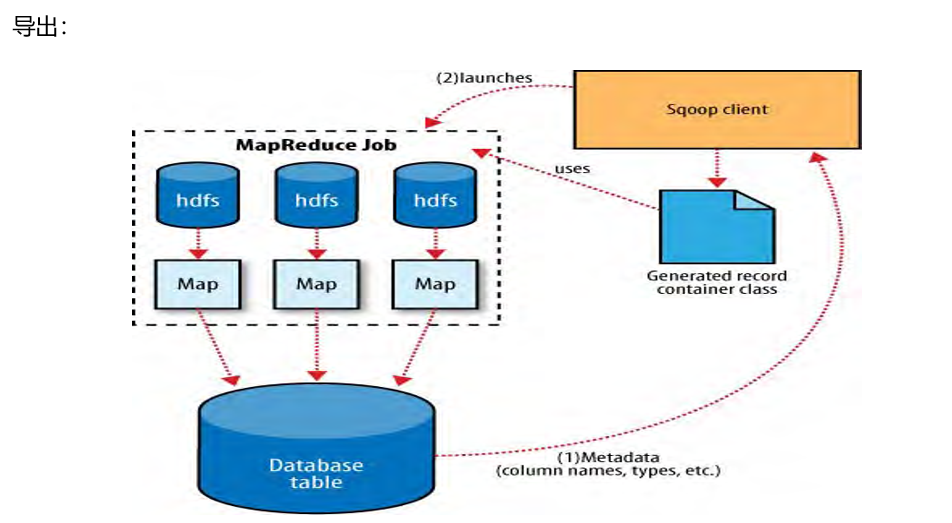 导出：
(2)launches
Sqoop client
MapReduce Job
hdfs
hdfs
hdfs
uses
Map
Map
Map
Generated record
container class
Database
table
(1)Metadata
(column names, types, etc.)